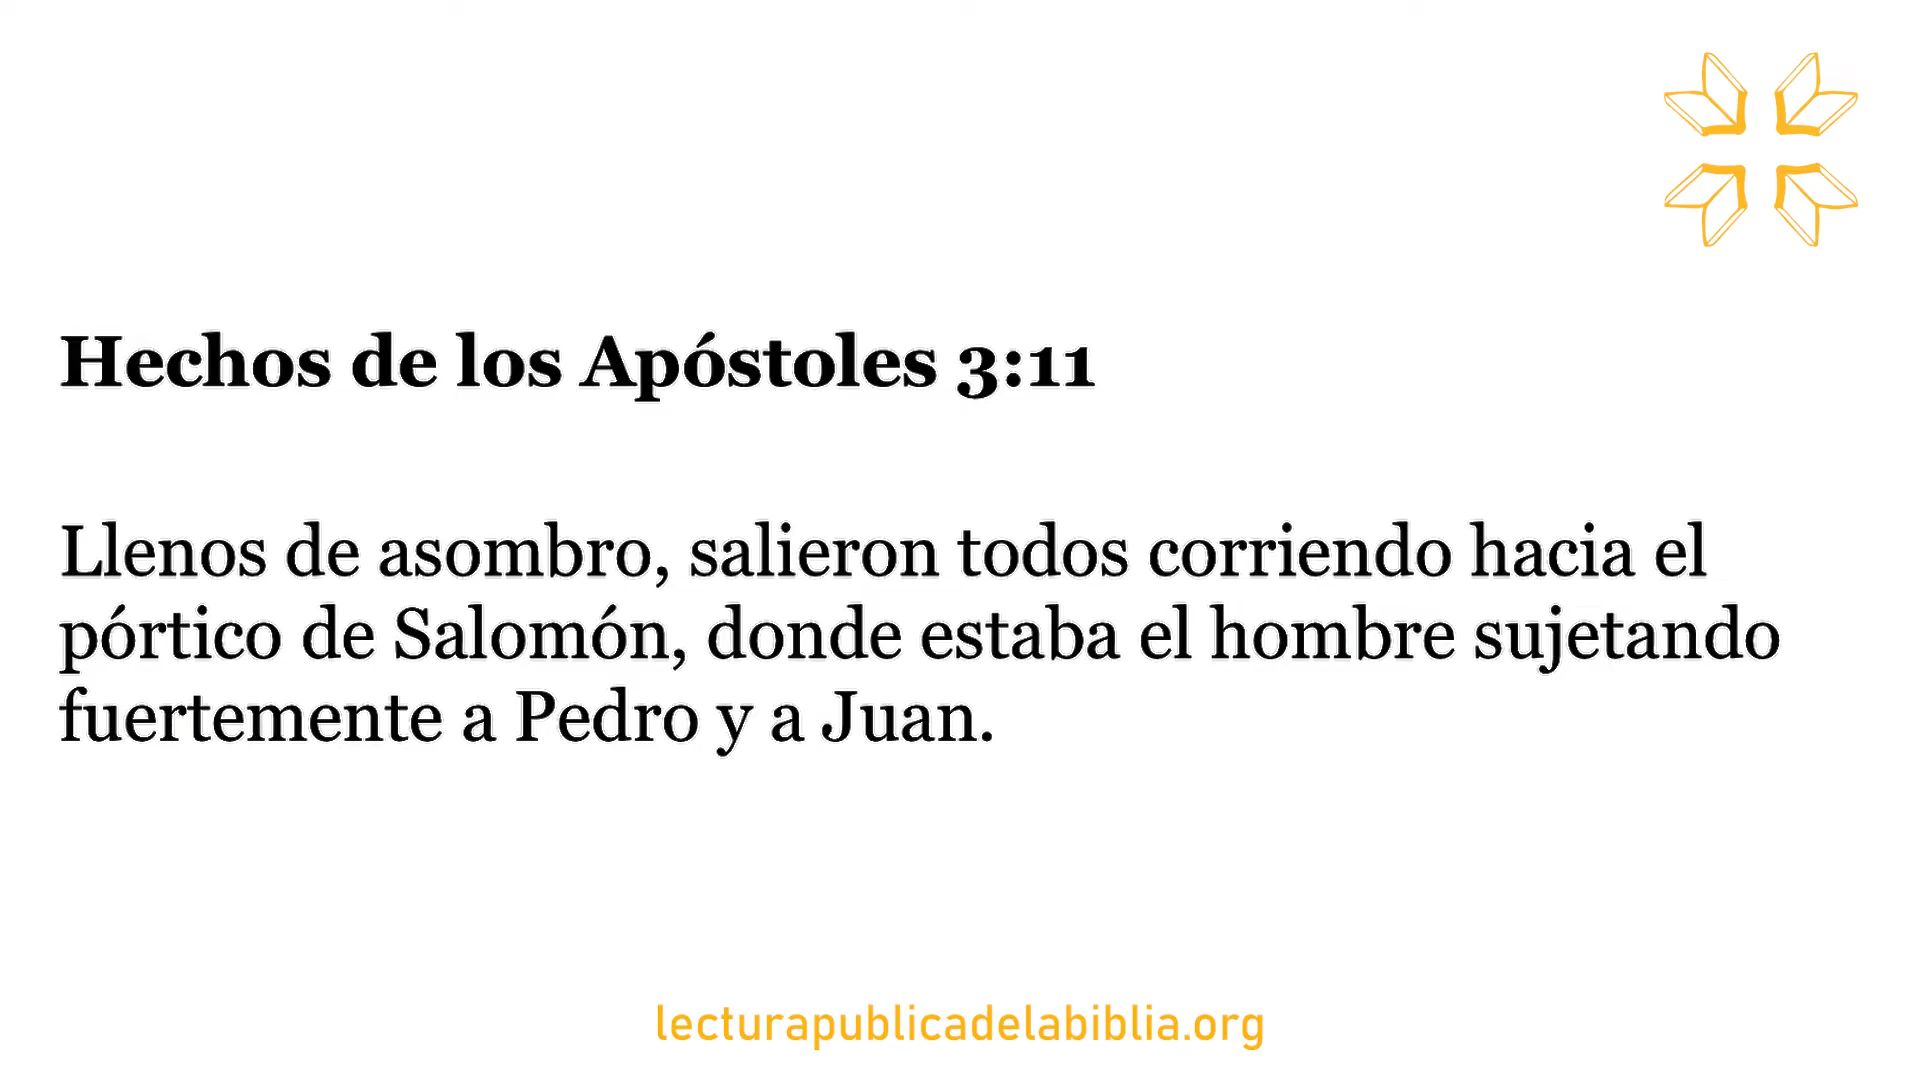 Hechos de los Apóstoles 3:11
Llenos de asombro, salieron todos corriendo hacia el
pórtico de Salomón, donde estaba el hombre sujetando
fuertemente a Pedro y a Juan.
lecturapublicadelabiblia.org